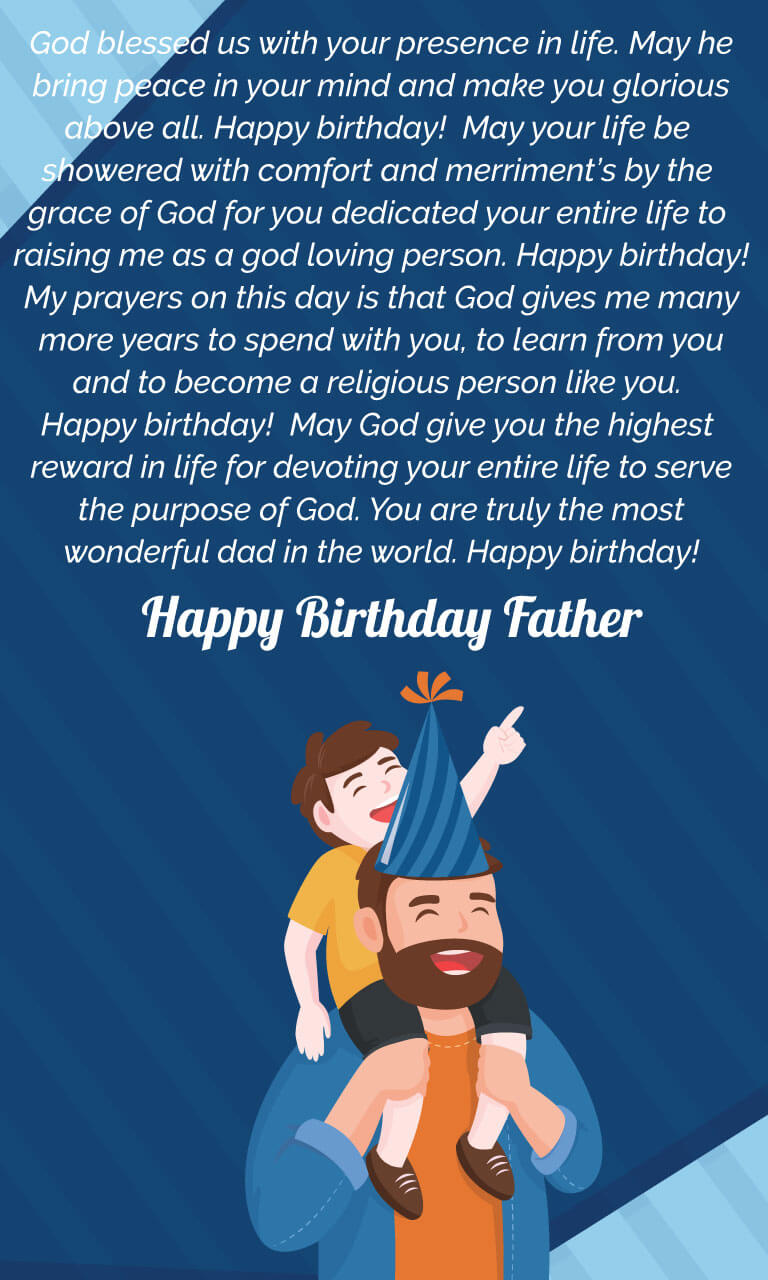 God blessed us with your presence in life. May he
bring peace in your mind and make you glorious
above all. Happy birthday!  May your life be
showered with comfort and merriment's by the
grace of God for you dedicated your entire life to
raising me as a god loving person. Happy birthday!
My prayers on this day is that God gives me many
more years to spend with you, to learn from you
and to become a religious person like you.
Happy birthday!  May God give you the highest
reward in life for devoting your entire life to serve
the purpose of God. You are truly the most
wonderful dad in the world. Happy birthday!
Happy Birthday Father